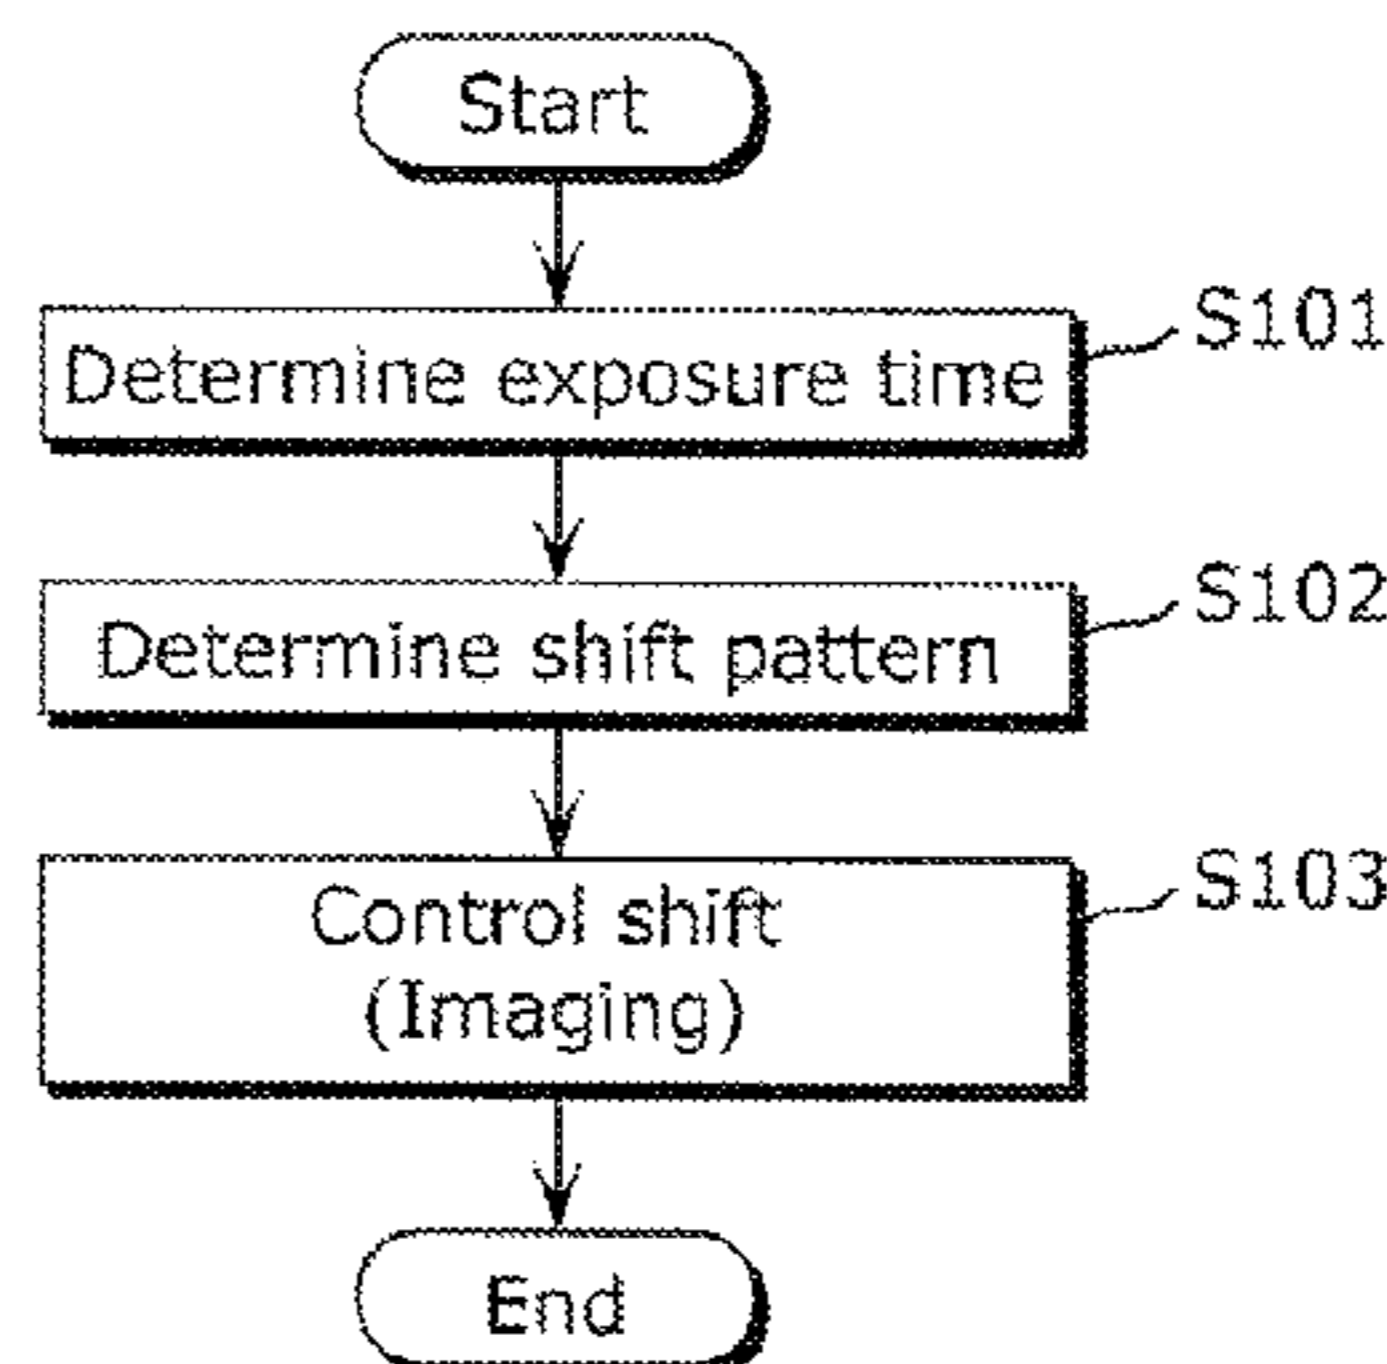 Start
Determine exposure time
S101
Determine shift pattern
S102
Control shift
(Imaging)
S103
End